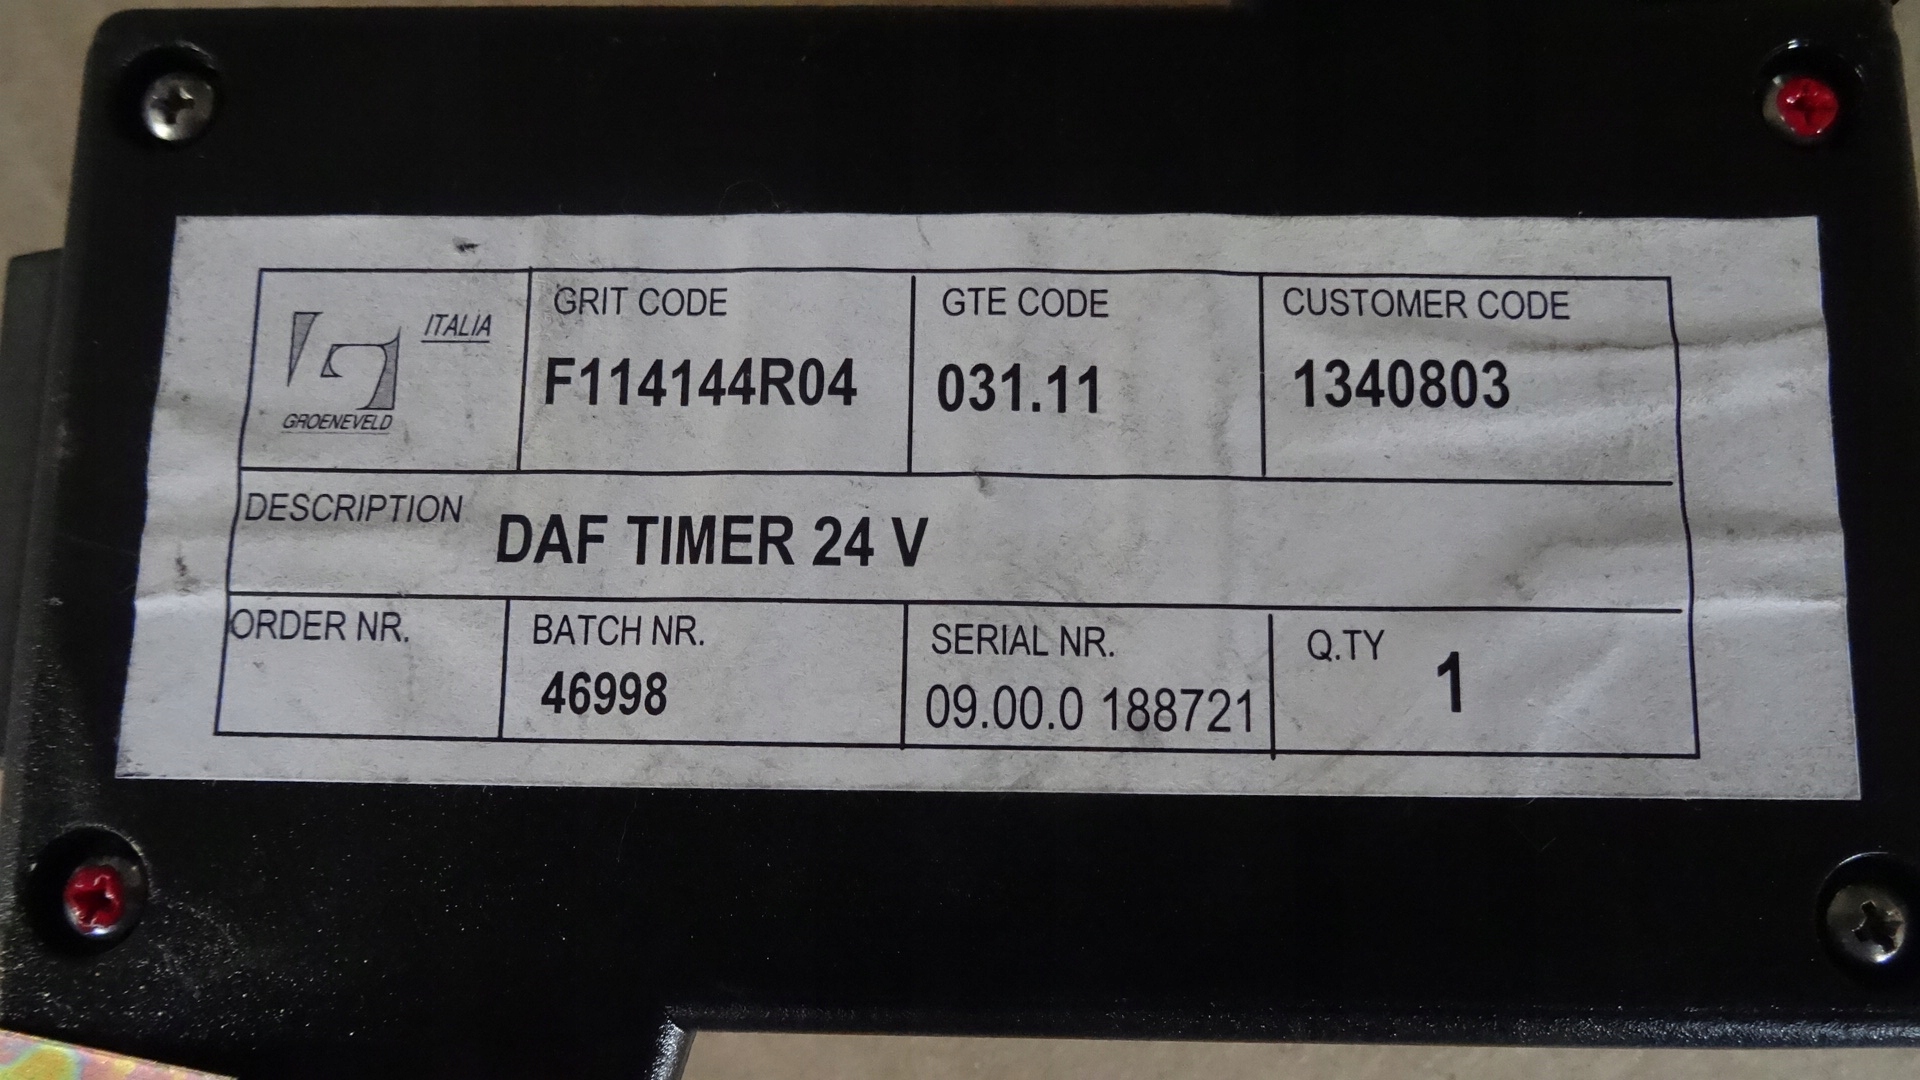 ITALIA
GROENEVELD
GRIT CODE
F114144R04
GTE CODE
031.11
CUSTOMER CODE
1340803
DESCRIPTION DAF TIMER 24 V
ORDER NR.
BATCH NR.
46998
SERIAL NR.
09.00.0 188721
Q.TY 1